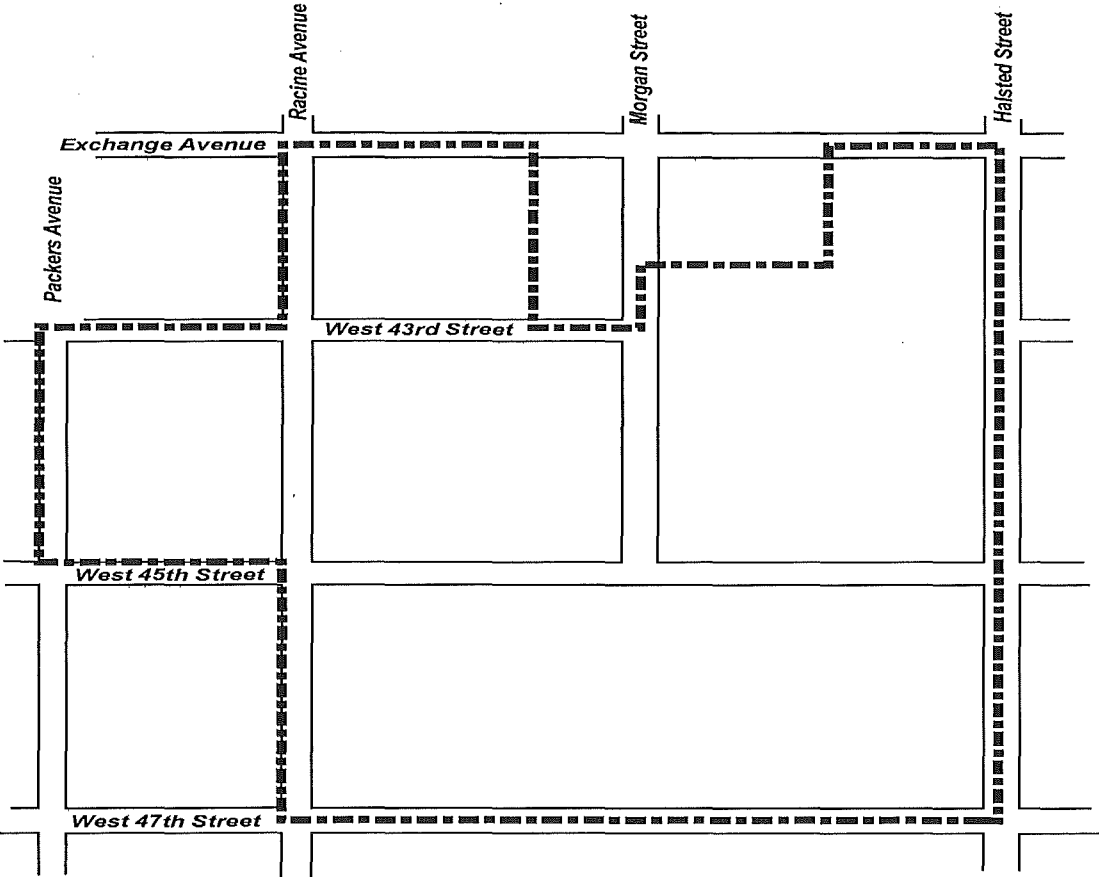 Racine Avenue
Morgan Street
Halsted Street
Exchange Avenue
Packers Avenue
West 43rd Street
West 45th Street
West 47th Street